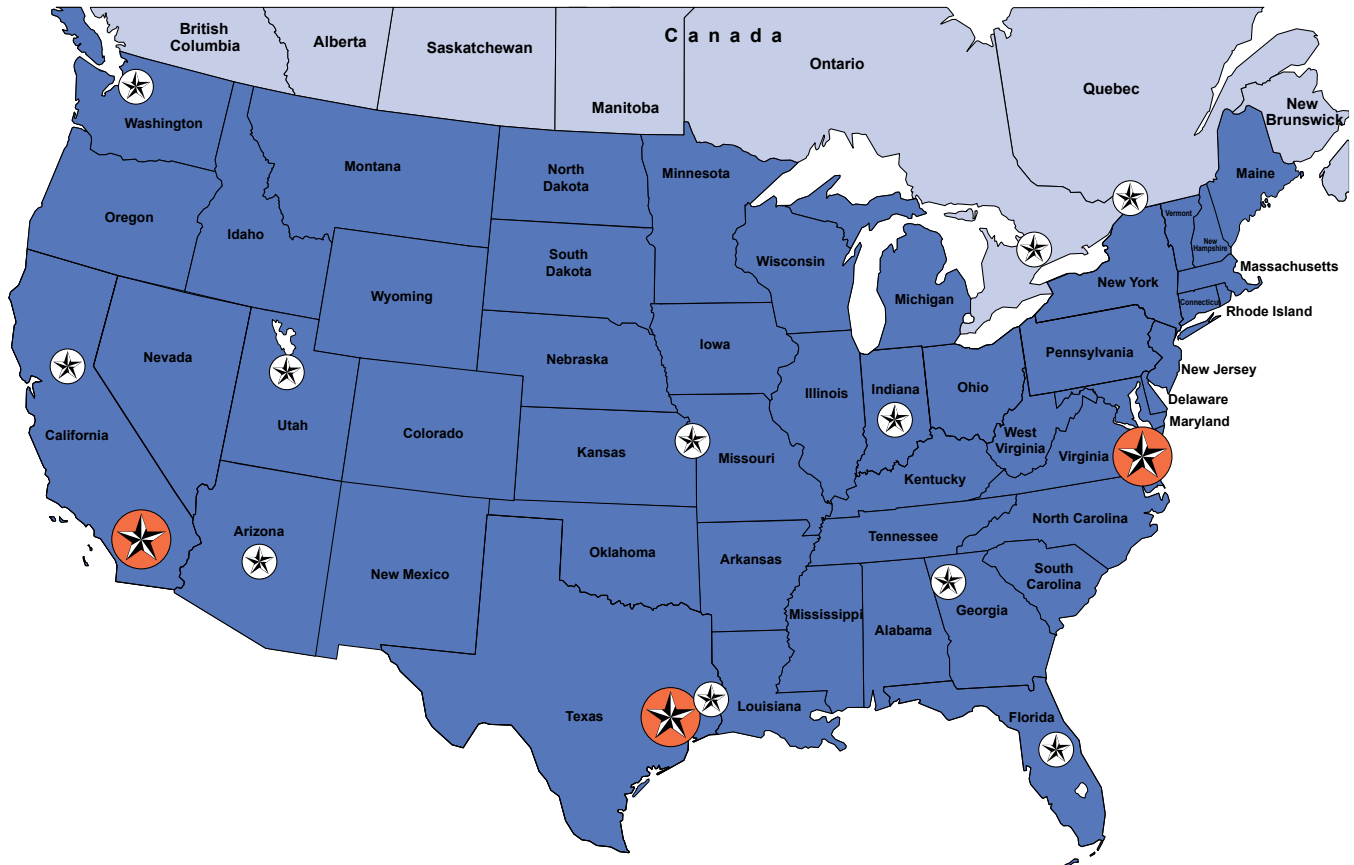 Canada
British
Columbia
Alberta
Saskatchewan
Manitoba
Ontario
Quebec
New
Brunswick
Washington
Montana
North
Dakota
Minnesota
Maine
Oregon
Idaho
South
Dakota
Wisconsin
Vermont
New
Hampshire
Massachusetts
Wyoming
Michigan
New York
Connecticut
Rhode Island
Nevada
Nebraska
Iowa
Pennsylvania
New Jersey
Utah
Colorado
Illinois
Indiana
Ohio
Delaware
Maryland
California
Kansas
Missouri
West
Virginia
Virginia
Kentucky
Arizona
New Mexico
Oklahoma
Arkansas
Tennessee
North Carolina
South
Carolina
Mississippi
Alabama
Georgia
Texas
Louisiana
Florida